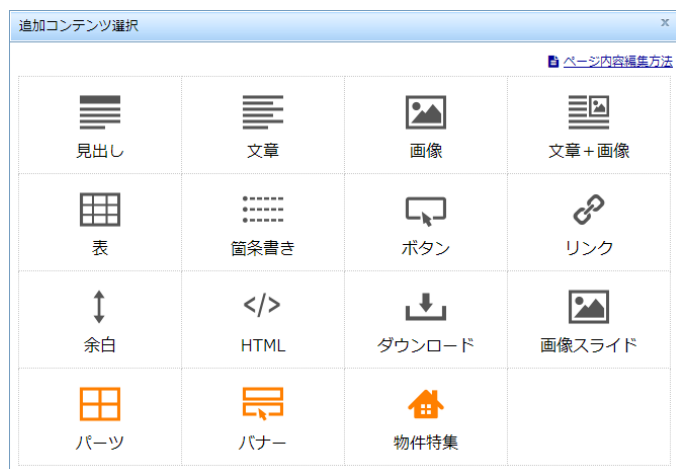 追加コンテンツ選択
x
ページ内容編集方法
見出し
文章
画像
文章+画像
表
箇条書き
ボタン
リンク
余白
</>
HTML
ダウンロード
画像スライド
パーツ
バナー
物件特集